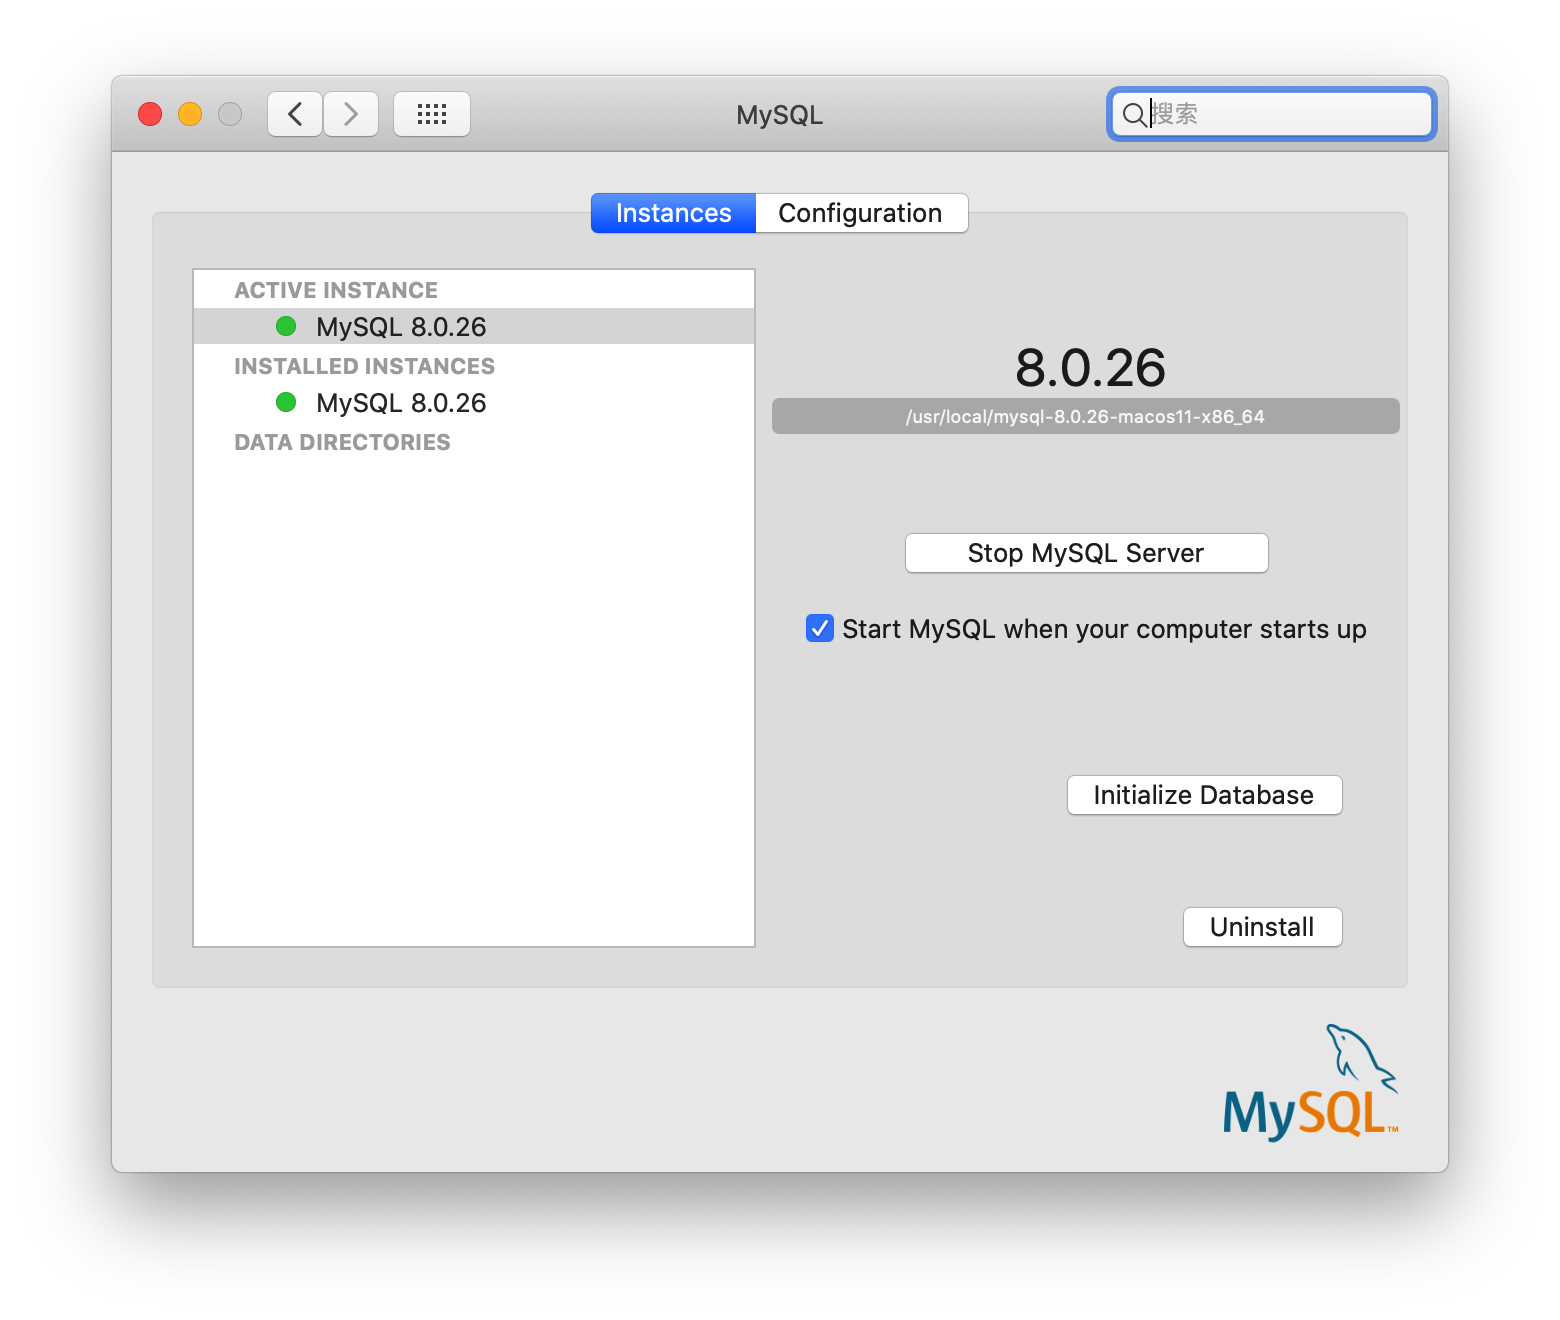 MySQL
搜索
Instances Configuration
ACTIVE INSTANCE
MySQL 8.0.26
INSTALLED INSTANCES
MySQL 8.0.26
DATA DIRECTORIES
8.0.26
/usr/local/mysql-8.0.26-macos11-x86_64
Stop MySQL Server
Start MySQL when your computer starts up
Initialize Database
Uninstall
MySQL™